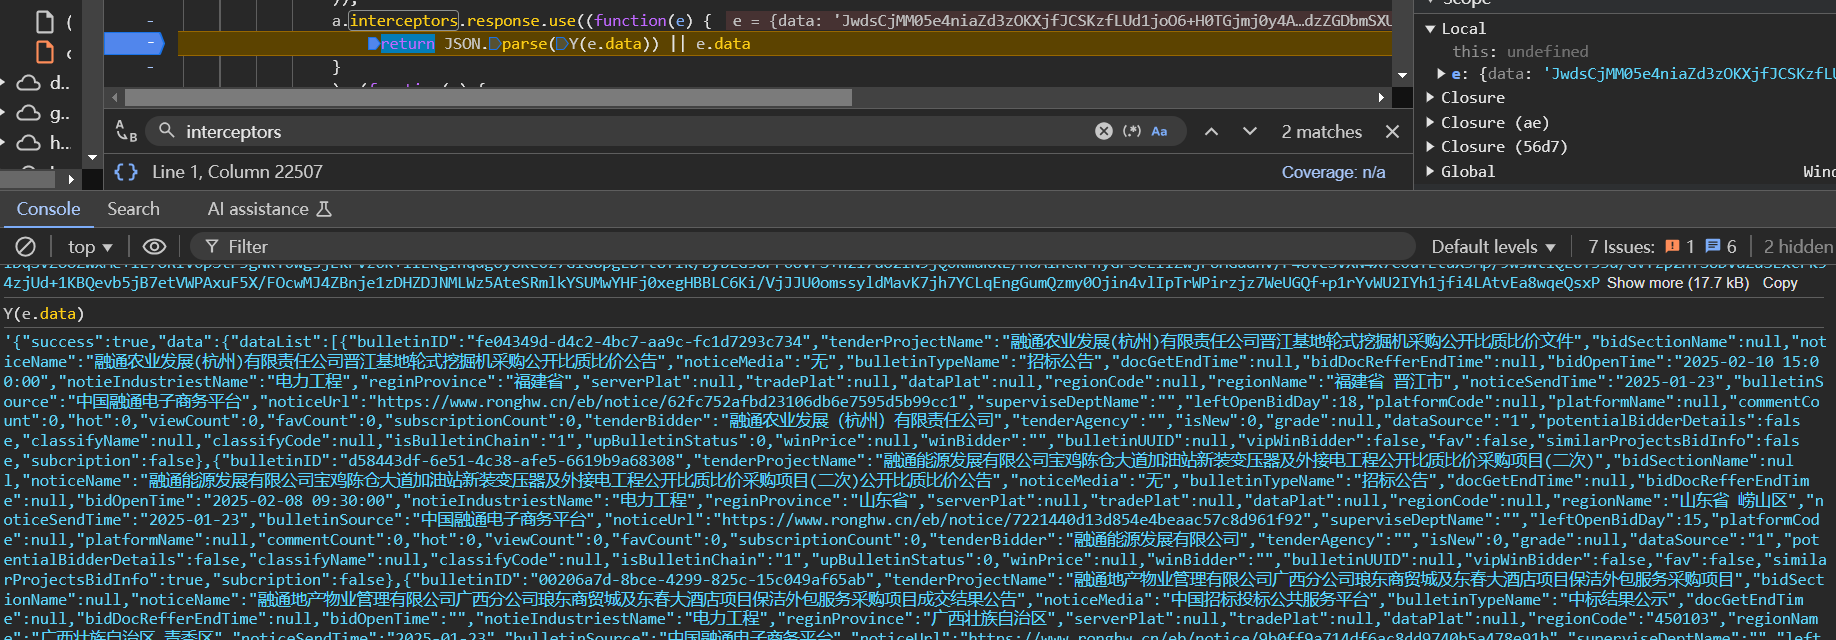 a.interceptors.response.use((function(e) { e = {data: 'JwdsCjMM05e4niaZd3zOKXjfJCSKzfLUd1joO6+H0TGjmj0y4A…dzZGDbmSXU
return JSON.parse(Y(e.data)) || e.data
}
Local
this: undefined
e: {data: 'JwdsCjMM05e4niaZd3zOKXjfJCSKzfLU
Closure
Closure (ae)
Closure (56d7)
Global Wind
d..
g..
h...
interceptors
Aa
2 matches
{} Line 1, Column 22507
Coverage: n/a
Console Search AI assistance
top Filter Default levels 7 Issues: 1 6 2 hidden
4zjUd+1KBQevb5jB7etVWPAxuF5X/FOcwMJ4ZBnje1zDHZDJNMLWz5AteSRmlkYSUMwYHFj0xegHBBLC6Ki/VjJJU0omssyldMavK7jh7YCLqEngGumQzmy0Ojin4vlIpTrWPirzjz7WeUGQf+p1rYvWU2IYh1jfi4LAtvEa8wqeQsxP Show more (17.7 kB) Copy
Y(e.data)
'{"success":true,"data":{"dataList":[{"bulletinID":"fe04349d-d4c2-4bc7-aa9c-fc1d7293c734","tenderProjectName":"融通农业发展(杭州)有限责任公司晋江基地轮式挖掘机采购公开比质比价文件","bidSectionName":null,"not
iceName":"融通农业发展(杭州)有限责任公司晋江基地轮式挖掘机采购公开比质比价公告","noticeMedia":"无","bulletinTypeName":"招标公告","docGetEndTime":null,"bidDocRefferEndTime":null,"bidOpenTime":"2025-02-10 15:0
0:00","notieIndustriestName":"电力工程","reginProvince":"福建省","serverPlat":null,"tradePlat":null,"dataPlat":null,"regionCode":null,"regionName":"福建省 晋江市","noticeSendTime":"2025-01-23","bulletinS
ource":"中国融通电子商务平台","noticeUrl":"https://www.ronghw.cn/eb/notice/62fc752afbd23106db6e7595d5b99cc1","superviseDeptName":"","leftOpenBidDay":18,"platformCode":null,"platformName":null,"commentCo
unt":0,"hot":0,"viewCount":0,"favCount":0,"subscriptionCount":0,"tenderBidder":"融通农业发展（杭州）有限责任公司","tenderAgency":"","isNew":0,"grade":null,"dataSource":"1","potentialBidderDetails":fals
e,"classifyName":null,"classifyCode":null,"isBulletinChain":"1","upBulletinStatus":0,"winPrice":null,"winBidder":"","bulletinUUID":null,"vipWinBidder":false,"fav":false,"similarProjectsBidInfo":fals
e,"subcription":false},{"bulletinID":"d58443df-6e51-4c38-afe5-6619b9a68308","tenderProjectName":"融通能源发展有限公司宝鸡陈仓大道加油站新装变压器及外接电工程公开比质比价采购项目(二次)","bidSectionName":nul
l,"noticeName":"融通能源发展有限公司宝鸡陈仓大道加油站新装变压器及外接电工程公开比质比价采购项目(二次)公开比质比价公告","noticeMedia":"无","bulletinTypeName":"招标公告","docGetEndTime":null,"bidDocRefferEndTim
e":null,"bidOpenTime":"2025-02-08 09:30:00","notieIndustriestName":"电力工程","reginProvince":"山东省","serverPlat":null,"tradePlat":null,"dataPlat":null,"regionCode":null,"regionName":"山东省 崂山区","n
oticeSendTime":"2025-01-23","bulletinSource":"中国融通电子商务平台","noticeUrl":"https://www.ronghw.cn/eb/notice/7221440d13d854e4beaac57c8d961f92","superviseDeptName":"","leftOpenBidDay":15,"platformCode
":null,"platformName":null,"commentCount":0,"hot":0,"viewCount":0,"favCount":0,"subscriptionCount":0,"tenderBidder":"融通能源发展有限公司","tenderAgency":"","isNew":0,"grade":null,"dataSource":"1","pot
entialBidderDetails":false,"classifyName":null,"classifyCode":null,"isBulletinChain":"1","upBulletinStatus":0,"winPrice":null,"winBidder":"","bulletinUUID":null,"vipWinBidder":false,"fav":false,"simila
rProjectsBidInfo":true,"subcription":false},{"bulletinID":"00206a7d-8bce-4299-825c-15c049af65ab","tenderProjectName":"融通地产物业管理有限公司广西分公司琅东商贸城及东春大酒店项目保洁外包服务采购项目","bidSect
ionName":null,"noticeName":"融通地产物业管理有限公司广西分公司琅东商贸城及东春大酒店项目保洁外包服务采购项目成交结果公告","noticeMedia":"中国招标投标公共服务平台","bulletinTypeName":"中标结果公示","docGetEndTi
me":null,"bidDocRefferEndTime":null,"bidOpenTime":"","notieIndustriestName":"电力工程","reginProvince":"广西壮族自治区","serverPlat":null,"tradePlat":null,"dataPlat":null,"regionCode":"450103","regionNam